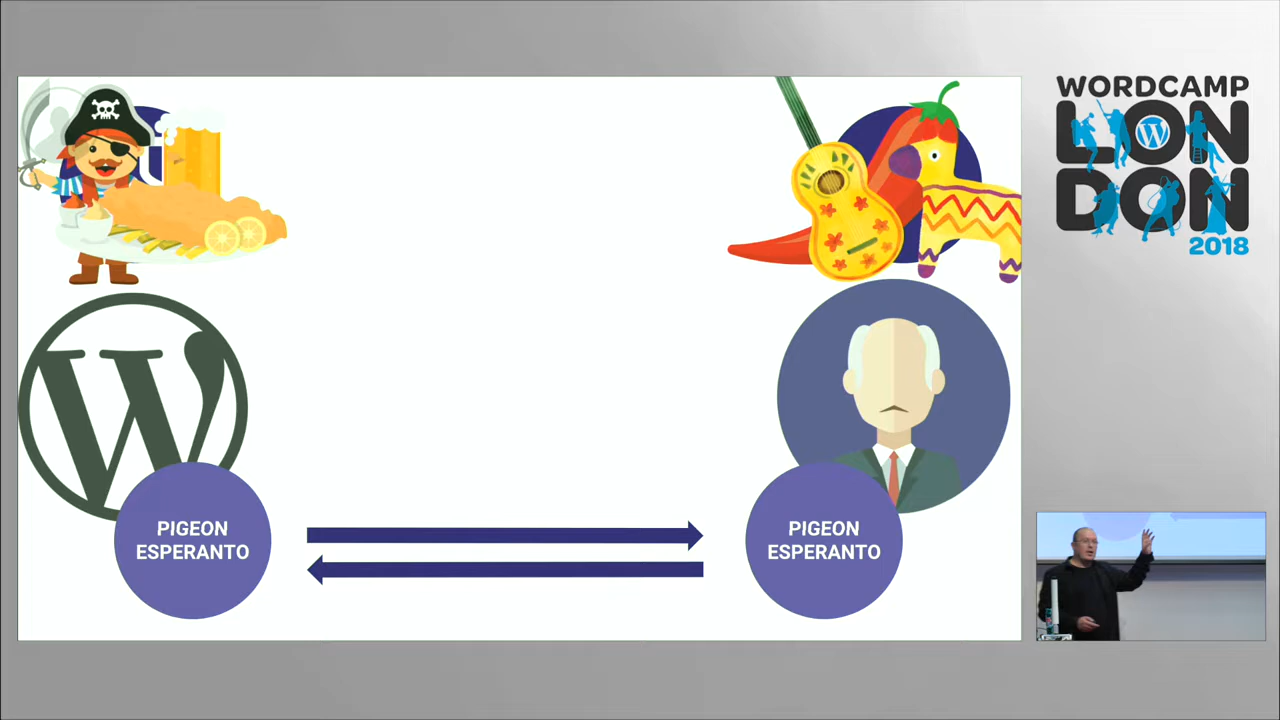 WORDCAMP
LONDON
2018
PIGEON
ESPERANTO
PIGEON
ESPERANTO